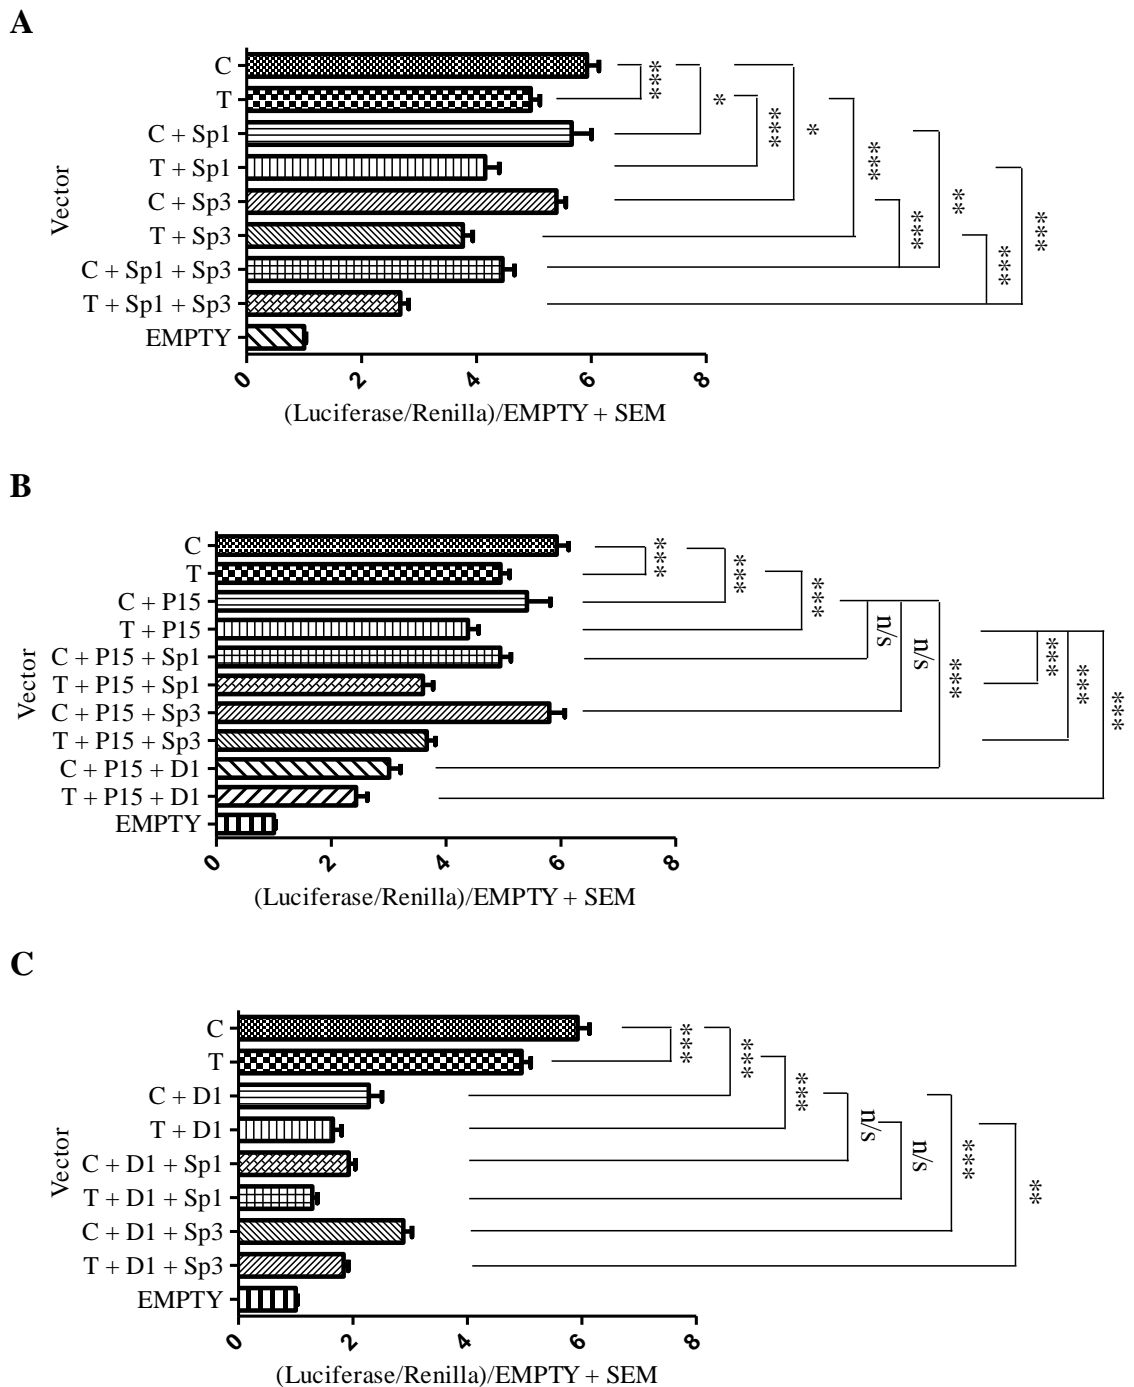 A
C
T
C + Sp1
T + Sp1
C + Sp3
T + Sp3
C + Sp1 + Sp3
T + Sp1 + Sp3
EMPTY
Vector
0 2 4 6 8
(Luciferase/Renilla)/EMPTY + SEM
*** * *** * *** *** ** *** ***
B
C
T
C + P15
T + P15
C + P15 + Sp1
T + P15 + Sp1
C + P15 + Sp3
T + P15 + Sp3
C + P15 + D1
T + P15 + D1
EMPTY
Vector
0 2 4 6 8
(Luciferase/Renilla)/EMPTY + SEM
*** *** *** n/s n/s *** *** *** ***
C
C
T
C + D1
T + D1
C + D1 + Sp1
T + D1 + Sp1
C + D1 + Sp3
T + D1 + Sp3
EMPTY
Vector
0 2 4 6 8
(Luciferase/Renilla)/EMPTY + SEM
*** *** *** n/s n/s *** **